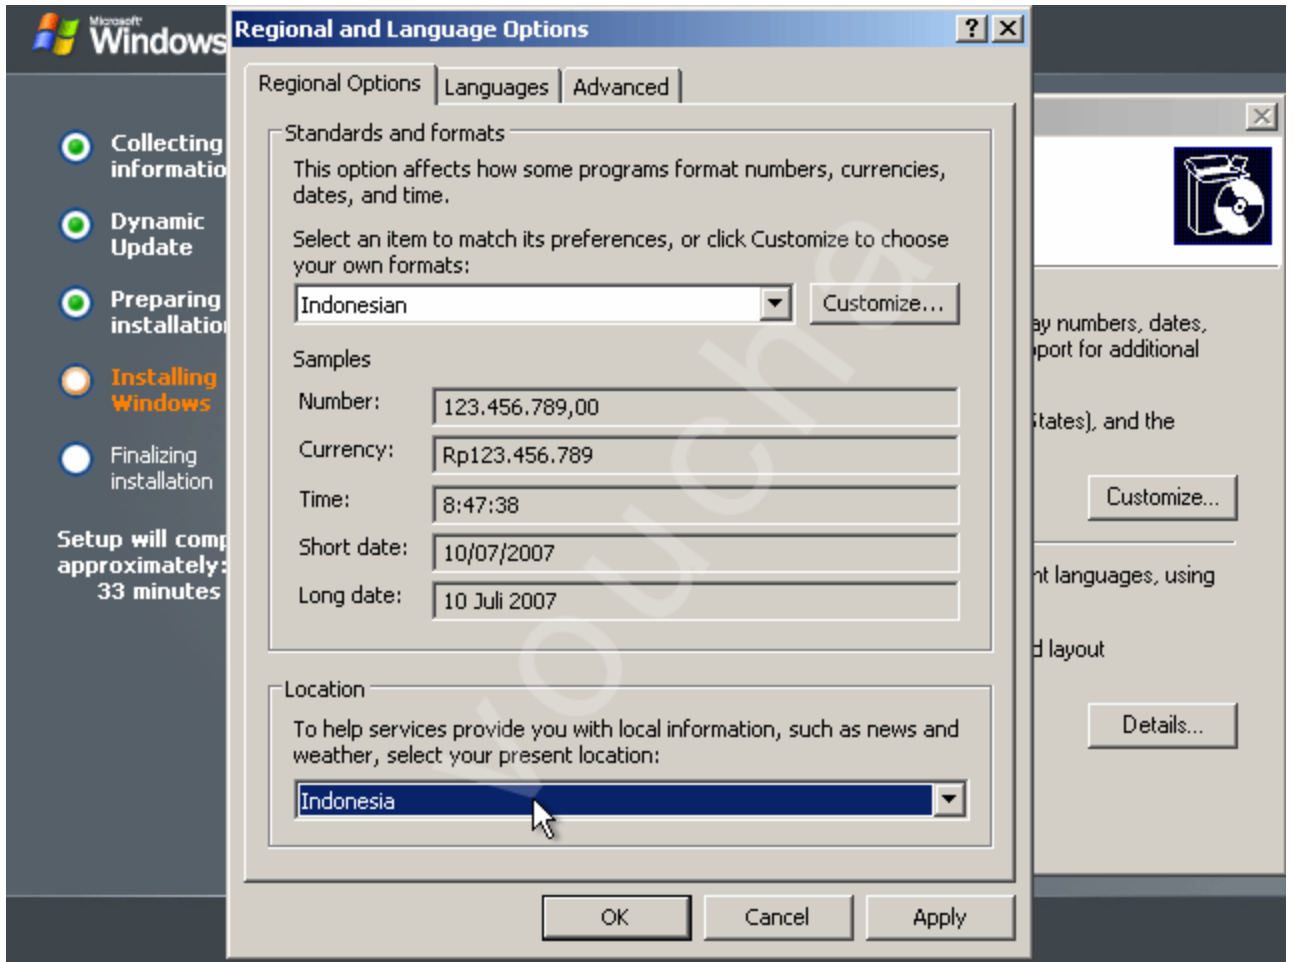 Microsoft
Windows
Collecting
informatio
Dynamic
Update
Preparing
installatio
Installing
Windows
Finalizing
installation
Setup will comp
approximately:
33 minutes
Regional and Language Options
Regional Options
Languages
Advanced
Standards and formats
This option affects how some programs format numbers, currencies,
dates, and time.
Select an item to match its preferences, or click Customize to choose
your own formats:
Indonesian
Customize...
Samples
Number:
123.456.789,00
Currency:
Rp123.456.789
Time:
8:47:38
Short date:
10/07/2007
Long date:
10 Juli 2007
Location
To help services provide you with local information, such as news and
weather, select your present location:
Indonesia
OK
Cancel
Apply
ay numbers, dates,
pport for additional
States), and the
Customize...
nt languages, using
d layout
Details...
voucha